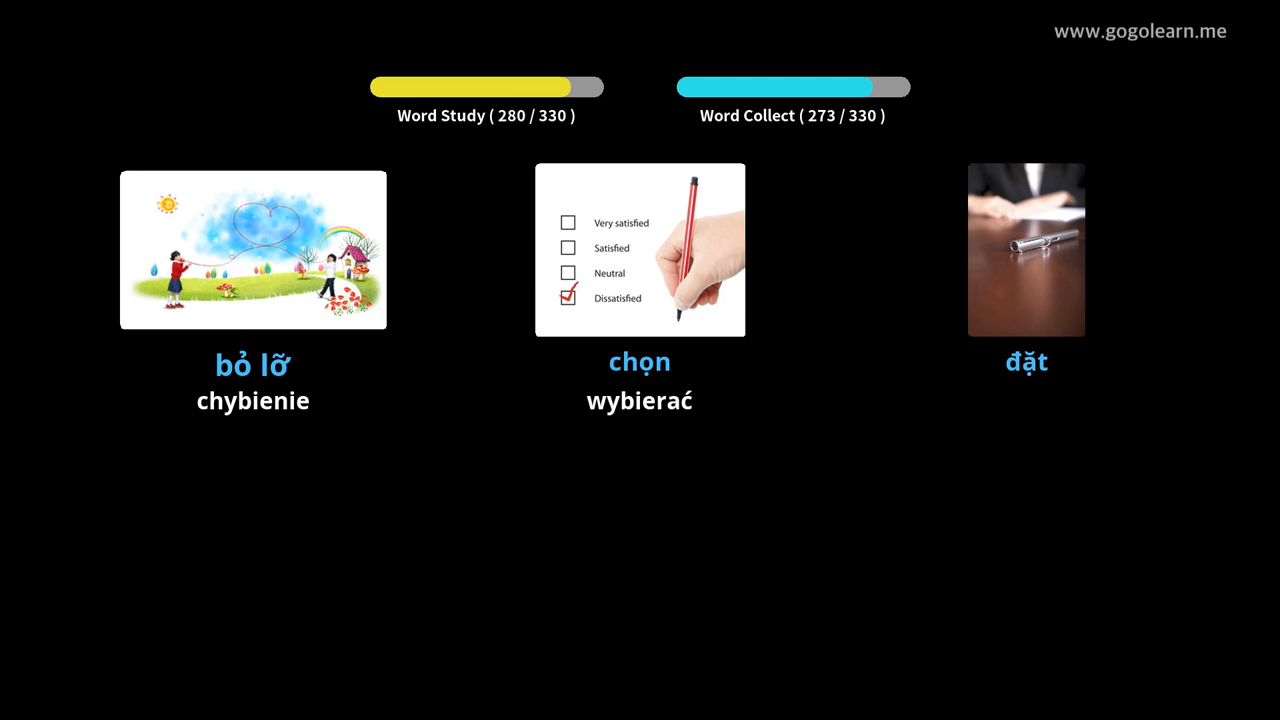 www.gogolearn.me
Word Study ( 280 / 330 )
Word Collect ( 273 / 330 )
Very satisfied
Satisfied
Neutral
Dissatisfied
bỏ lỡ
chọn
đặt
chybienie
wybierać